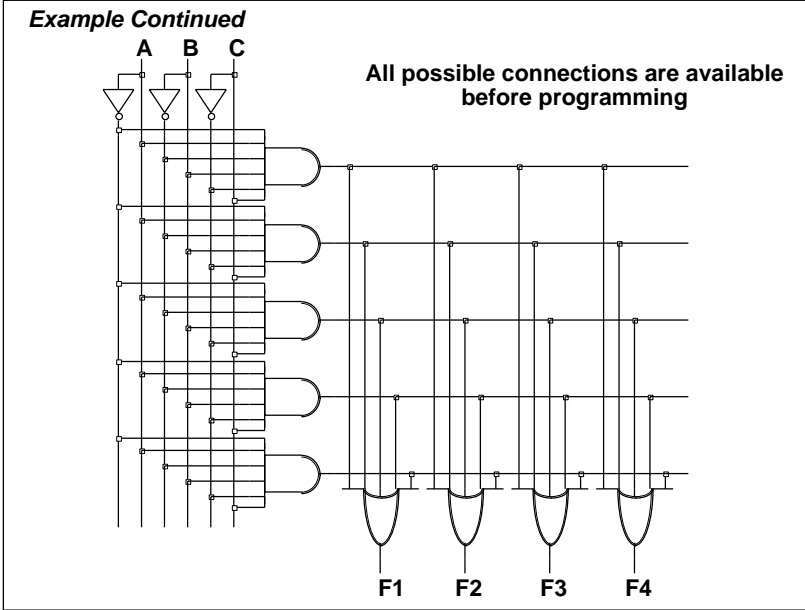 Example Continued
A B C
All possible connections are available
before programming
F1 F2 F3 F4